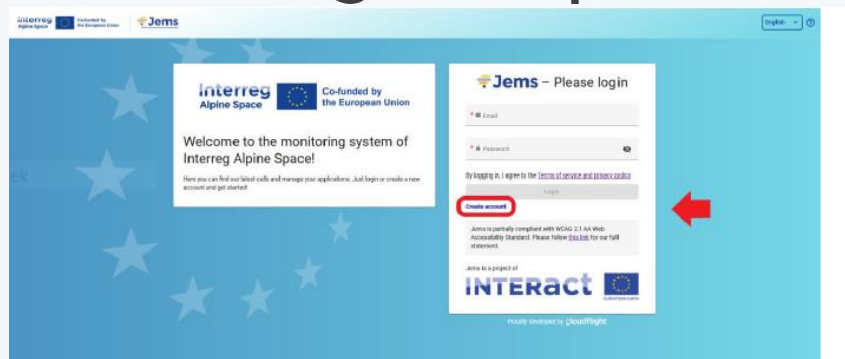 Interreg
Alpine Space
Co-funded by
the European Union
Jems
English
Interreg
Alpine Space
Co-funded by
the European Union
Welcome to the monitoring system of
Interreg Alpine Space!
Here you can find our latest calls and manage your applications. Just login or create a new
account and get started!
Jems – Please login
* Email
* Password
By logging in, I agree to the Terms of service and privacy policy
Login
Create account
Jems is partially compliant with WCAG 2.1 AA Web
Accessibility Standard. Please follow this link for our full
statement.
Jems is a project of
INTERact
EUROPEAN UNION
Proudly developed by cloudflight